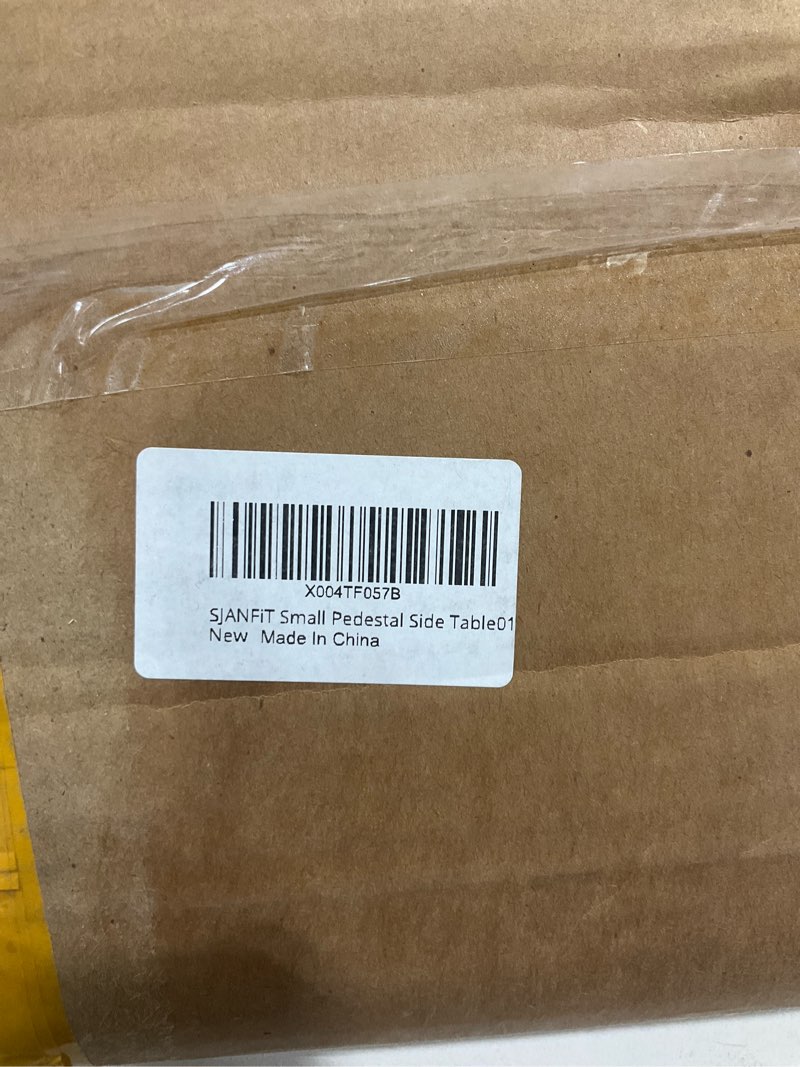 X004TF057B
SJANFiT Small Pedestal Side Table01
New Made In China